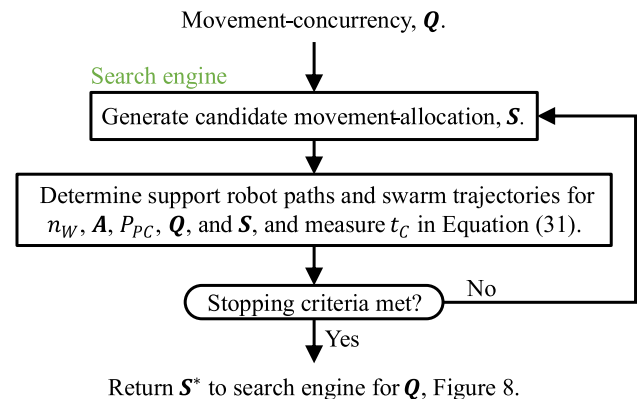 Movement-concurrency, Q.
Search engine
Generate candidate movement-allocation, S.
Determine support robot paths and swarm trajectories for
n_W, A, P_PC, Q, and S, and measure t_C in Equation (31).
Stopping criteria met?
No
Yes
Return S* to search engine for Q, Figure 8.